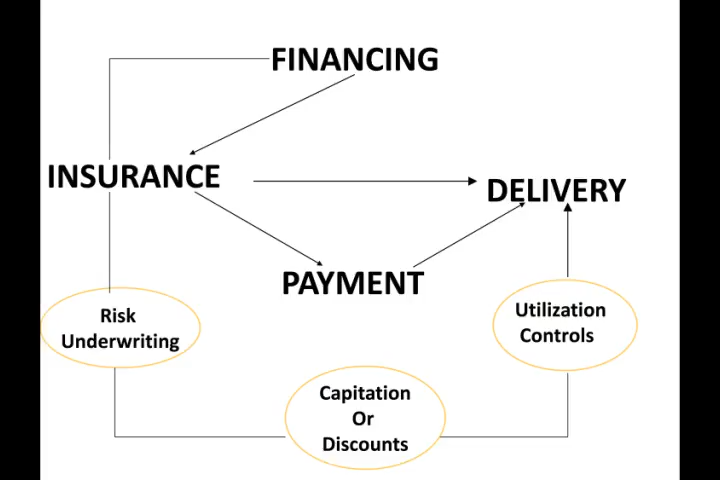 FINANCING
INSURANCE
DELIVERY
PAYMENT
Risk
Underwriting
Utilization
Controls
Capitation
Or
Discounts